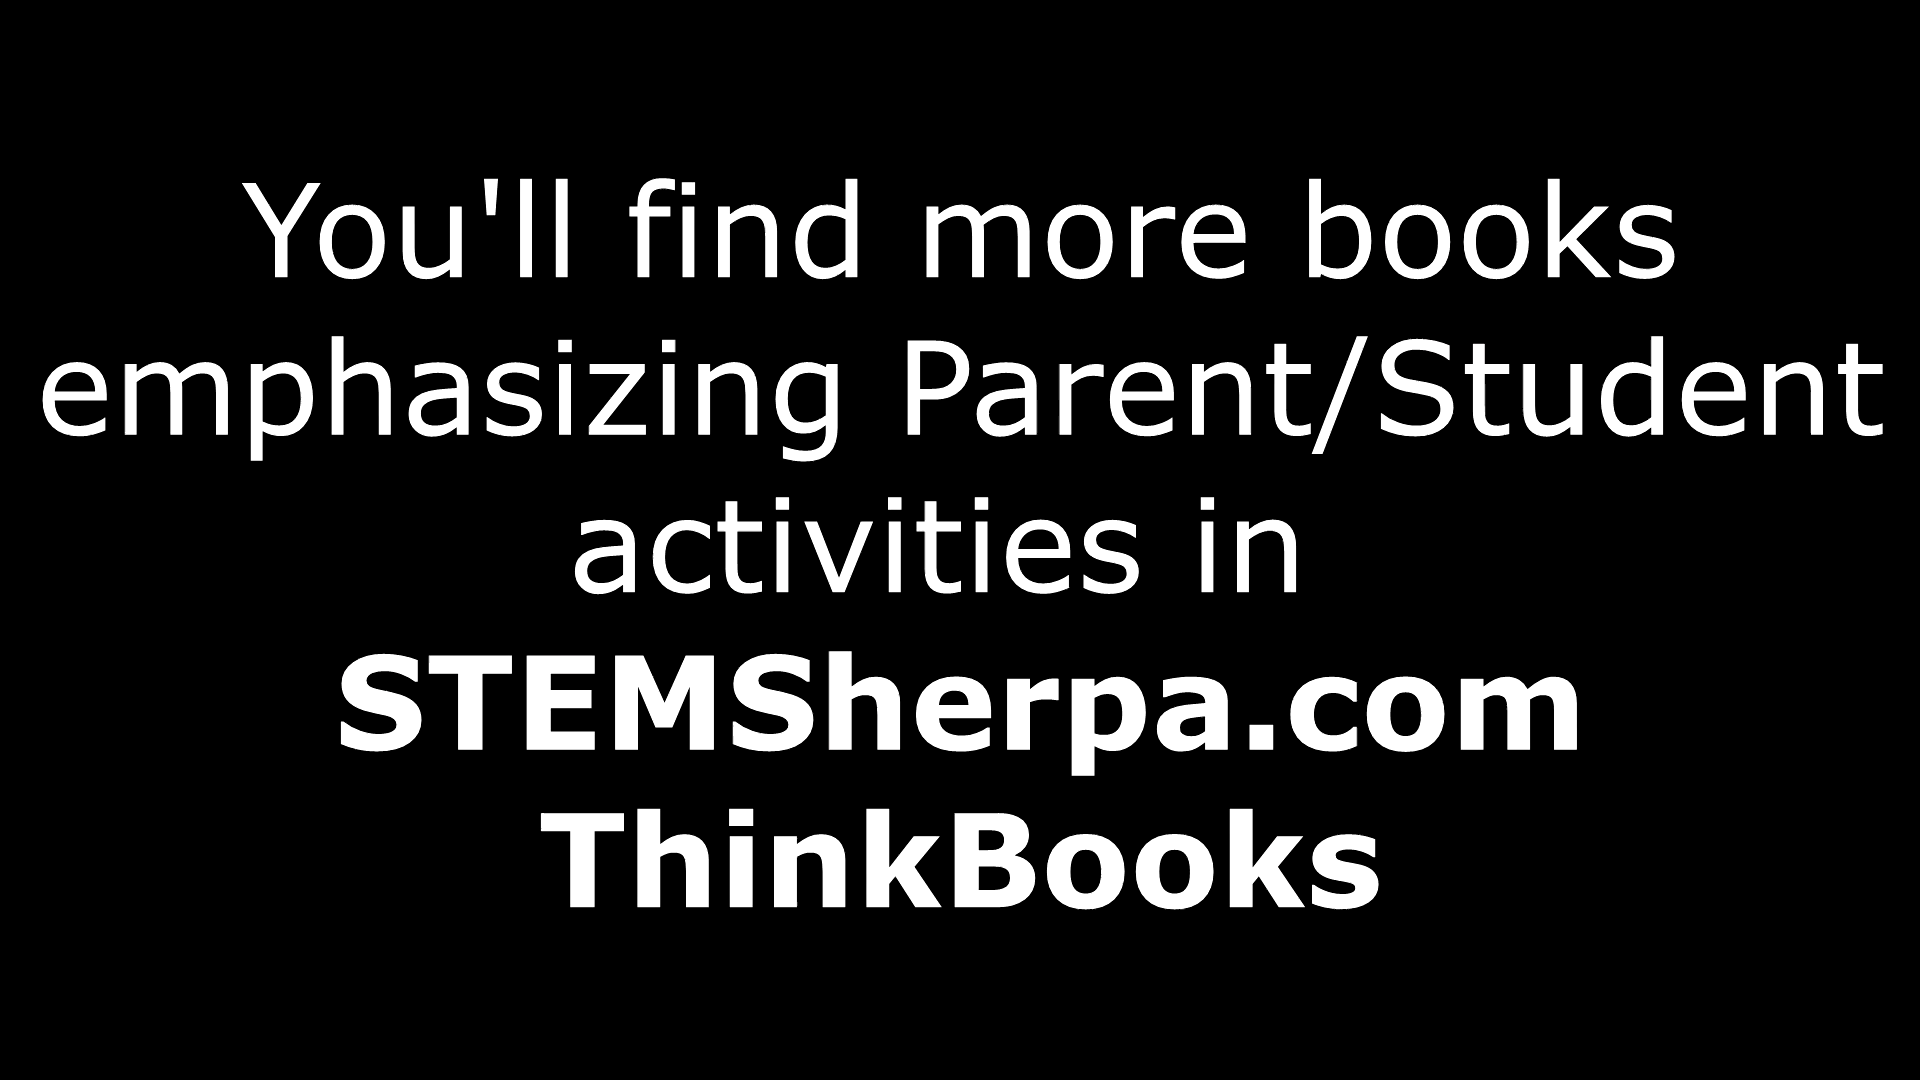 You'll find more books
emphasizing Parent/Student
activities in
STEMSherpa.com
ThinkBooks